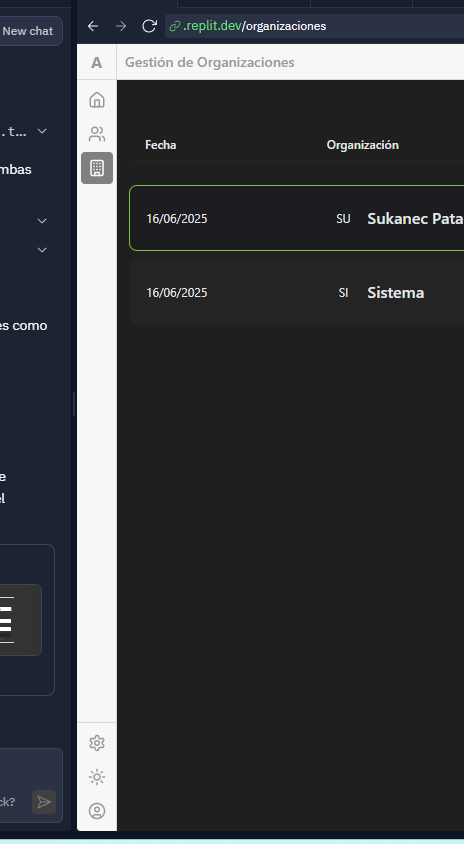 New chat
.replit.dev/organizaciones
A
Gestión de Organizaciones
.t...
Fecha
Organización
mbas
16/06/2025
SU
Sukanec Pata
16/06/2025
SI
Sistema
es como
e
el
ck?